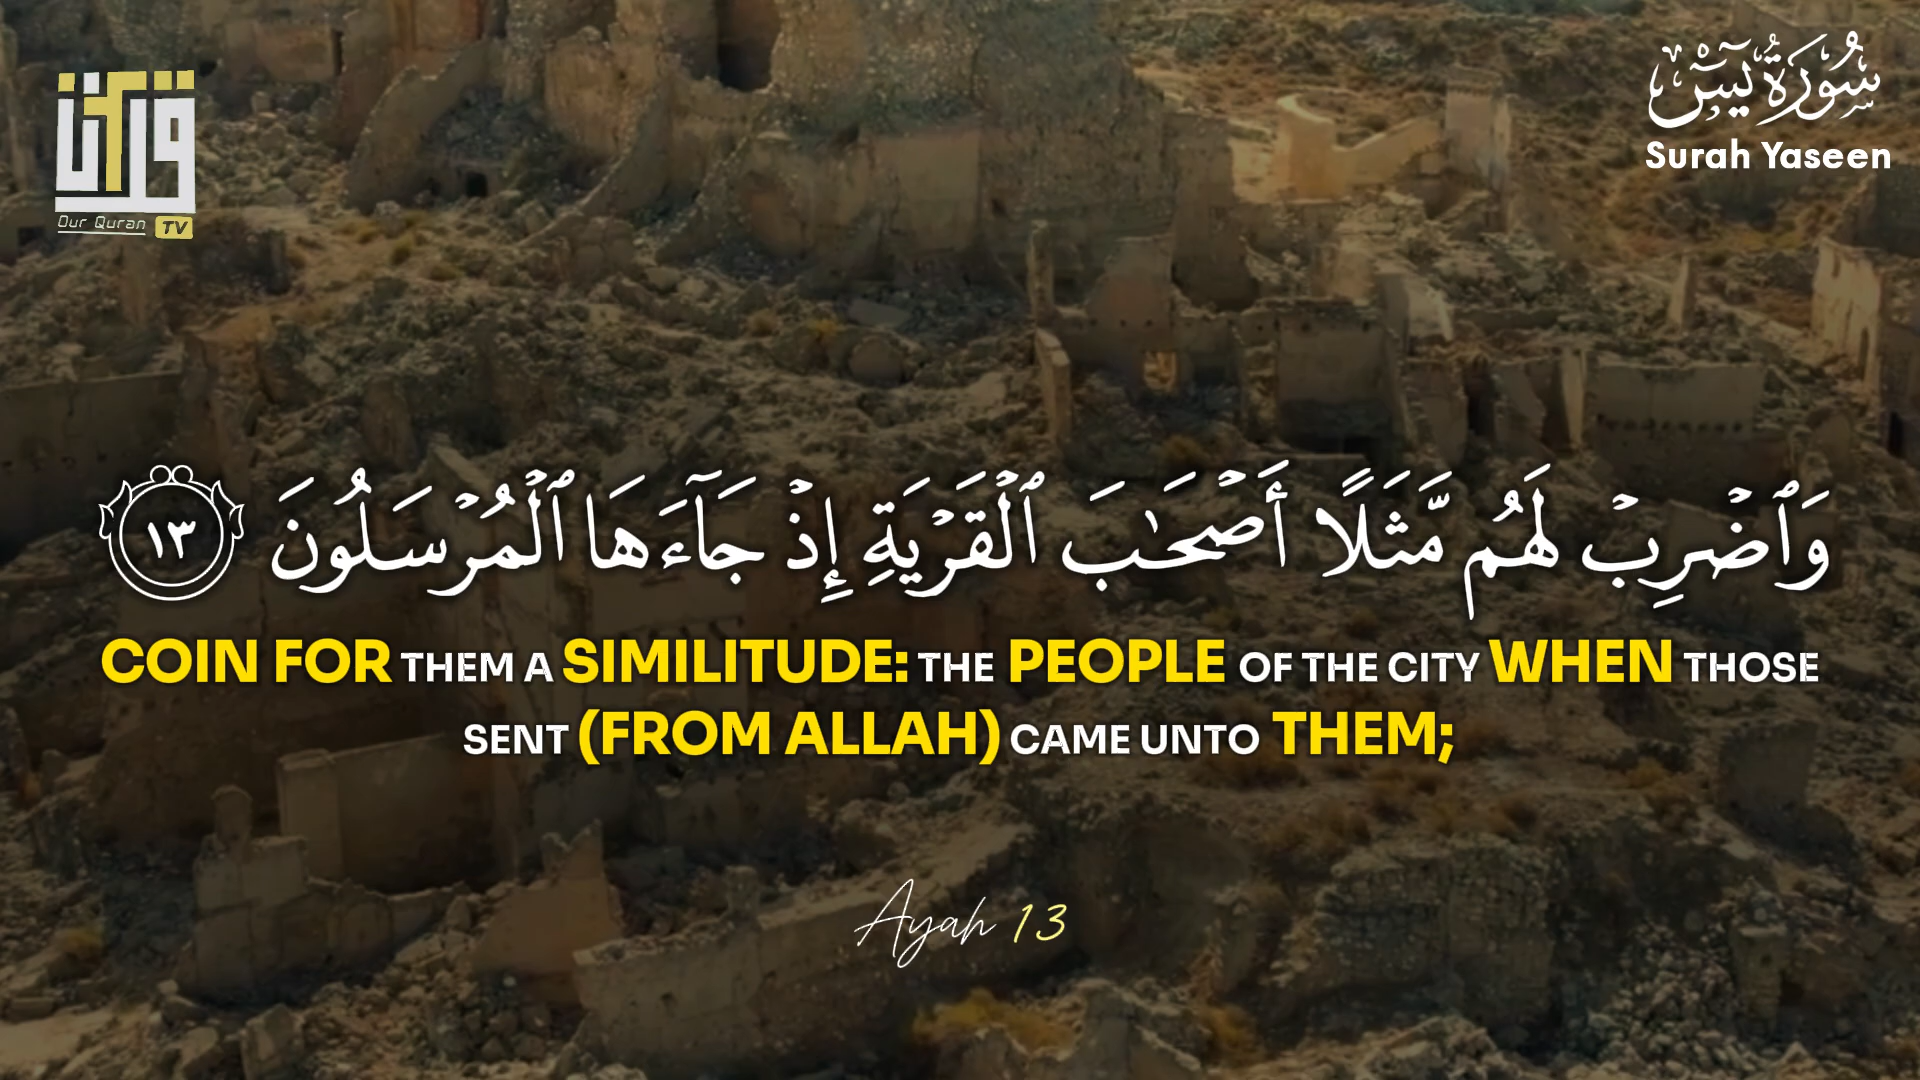 قرآننا
Our Quran TV
سُورَةُ يسٓ
Surah Yaseen
وَٱضۡرِبۡ لَهُم مَّثَلًا أَصۡحَٰبَ ٱلۡقَرۡيَةِ إِذۡ جَآءَهَا ٱلۡمُرۡسَلُونَ ١٣
COIN FOR THEM A SIMILITUDE: THE PEOPLE OF THE CITY WHEN THOSE
SENT (FROM ALLAH) CAME UNTO THEM;
Ayah 13